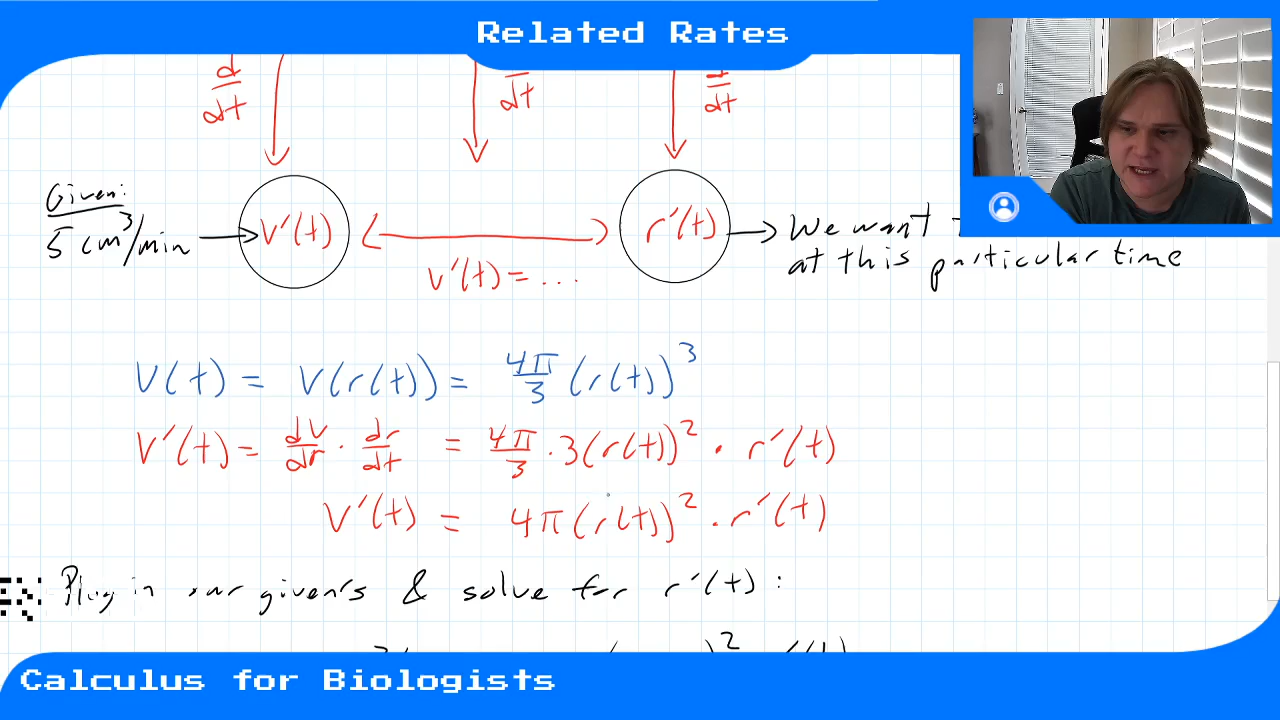 Related Rates
d/dt
dt
d/dt
Given:
5 cm³/min
V'(t)
r'(t)
We want
at this particular time
V'(t) = ...
V(t) = V(r(t)) = 4π/3 (r(t))³
V'(t) = dV/dr · dr/dt = 4π/3 · 3(r(t))² · r'(t)
V'(t) = 4π(r(t))² · r'(t)
Plug in our given's & solve for r'(t):
Calculus for Biologists